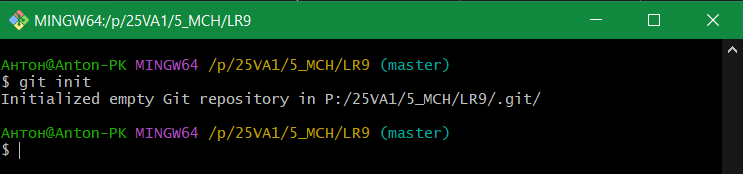 MINGW64:/p/25VA1/5_MCH/LR9
Антон@Anton-PK MINGW64 /p/25VA1/5_MCH/LR9 (master)
$ git init
Initialized empty Git repository in P:/25VA1/5_MCH/LR9/.git/
Антон@Anton-PK MINGW64 /p/25VA1/5_MCH/LR9 (master)
$